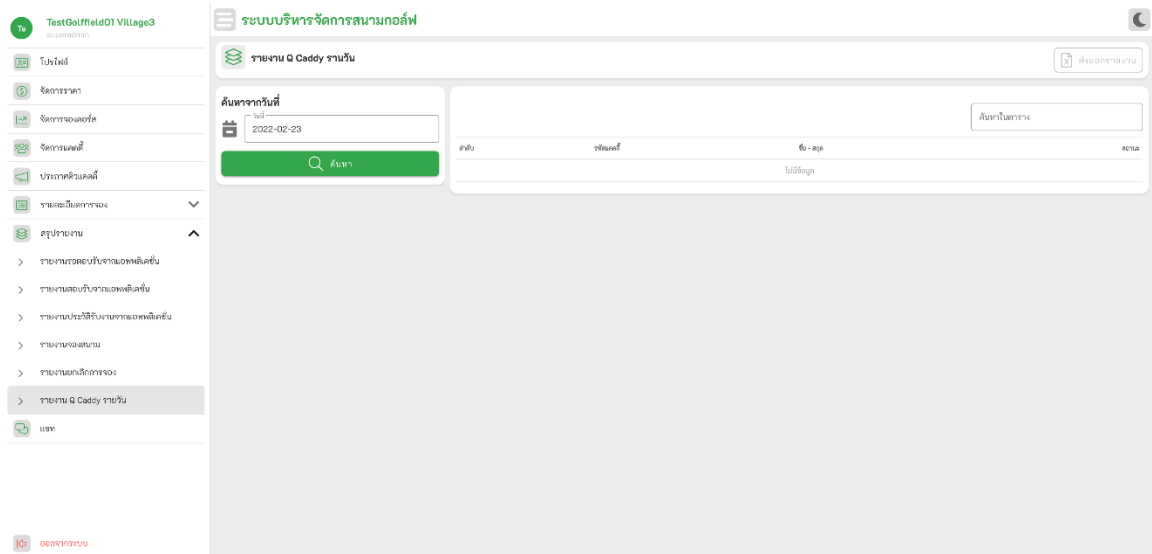 Te
TestGolffield01 Village3
superadmin
โปรไฟล์
จัดการราคา
จัดการจองคอร์ส
จัดการแคดดี้
ประกาศคิวแคดดี้
รายละเอียดการจอง
สรุปรายงาน
รายงานรอตอบรับจากแอพพลิเคชั่น
รายงานตอบรับจากแอพพลิเคชั่น
รายงานประวัติรับงานจากแอพพลิเคชั่น
รายงานจองสนาม
รายงานยกเลิกการจอง
รายงาน Q Caddy รายวัน
แชท
ออกจากระบบ
ระบบบริหารจัดการสนามกอล์ฟ
รายงาน Q Caddy รานวัน
ส่งออกรายงาน
ค้นหาจากวันที่
วันที่
2022-02-23
ค้นหา
ค้นหาในตาราง
ลำดับ รหัสแคดดี้ ชื่อ - สกุล สถานะ
ไม่มีข้อมูล